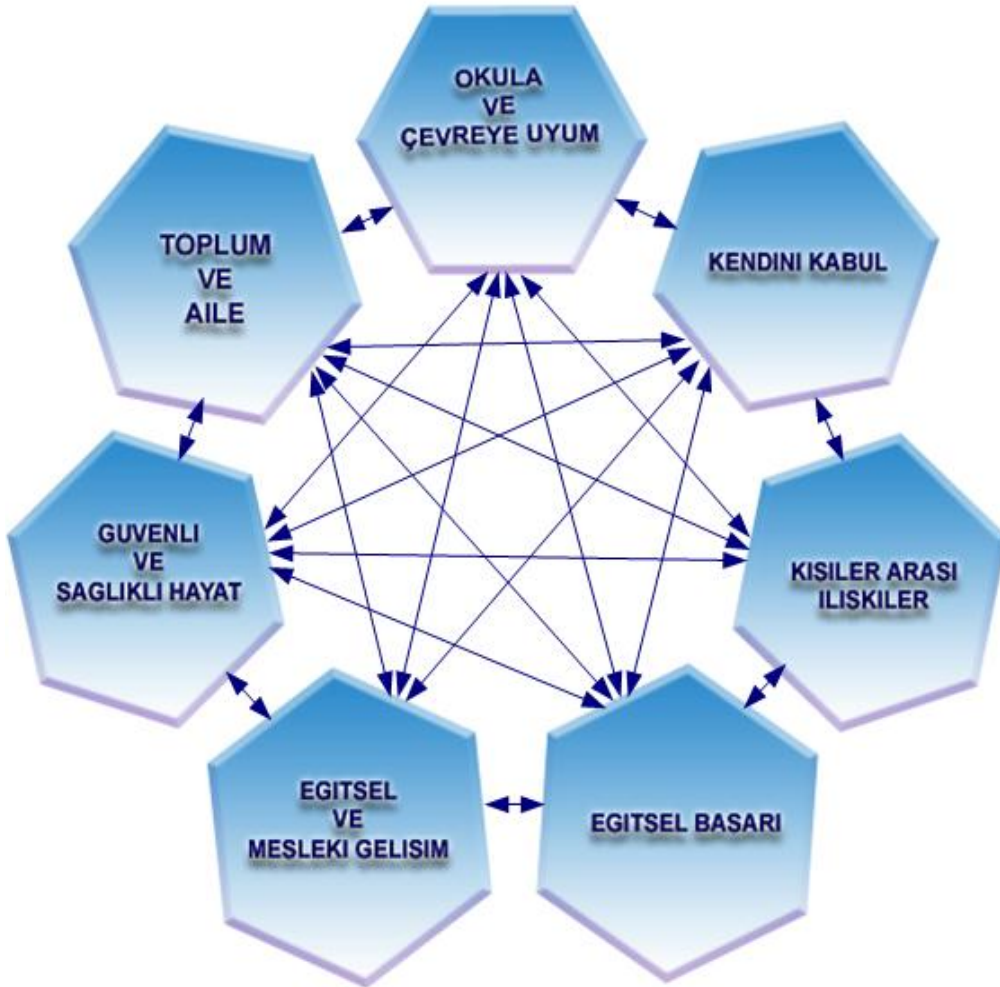 OKULA
VE
ÇEVREYE UYUM
KENDINI KABUL
KISILER ARASI
ILISKILER
EGITSEL BASARI
EGITSEL
VE
MESLEKI GELISIM
GUVENLI
VE
SAGLIKLI HAYAT
TOPLUM
VE
AILE